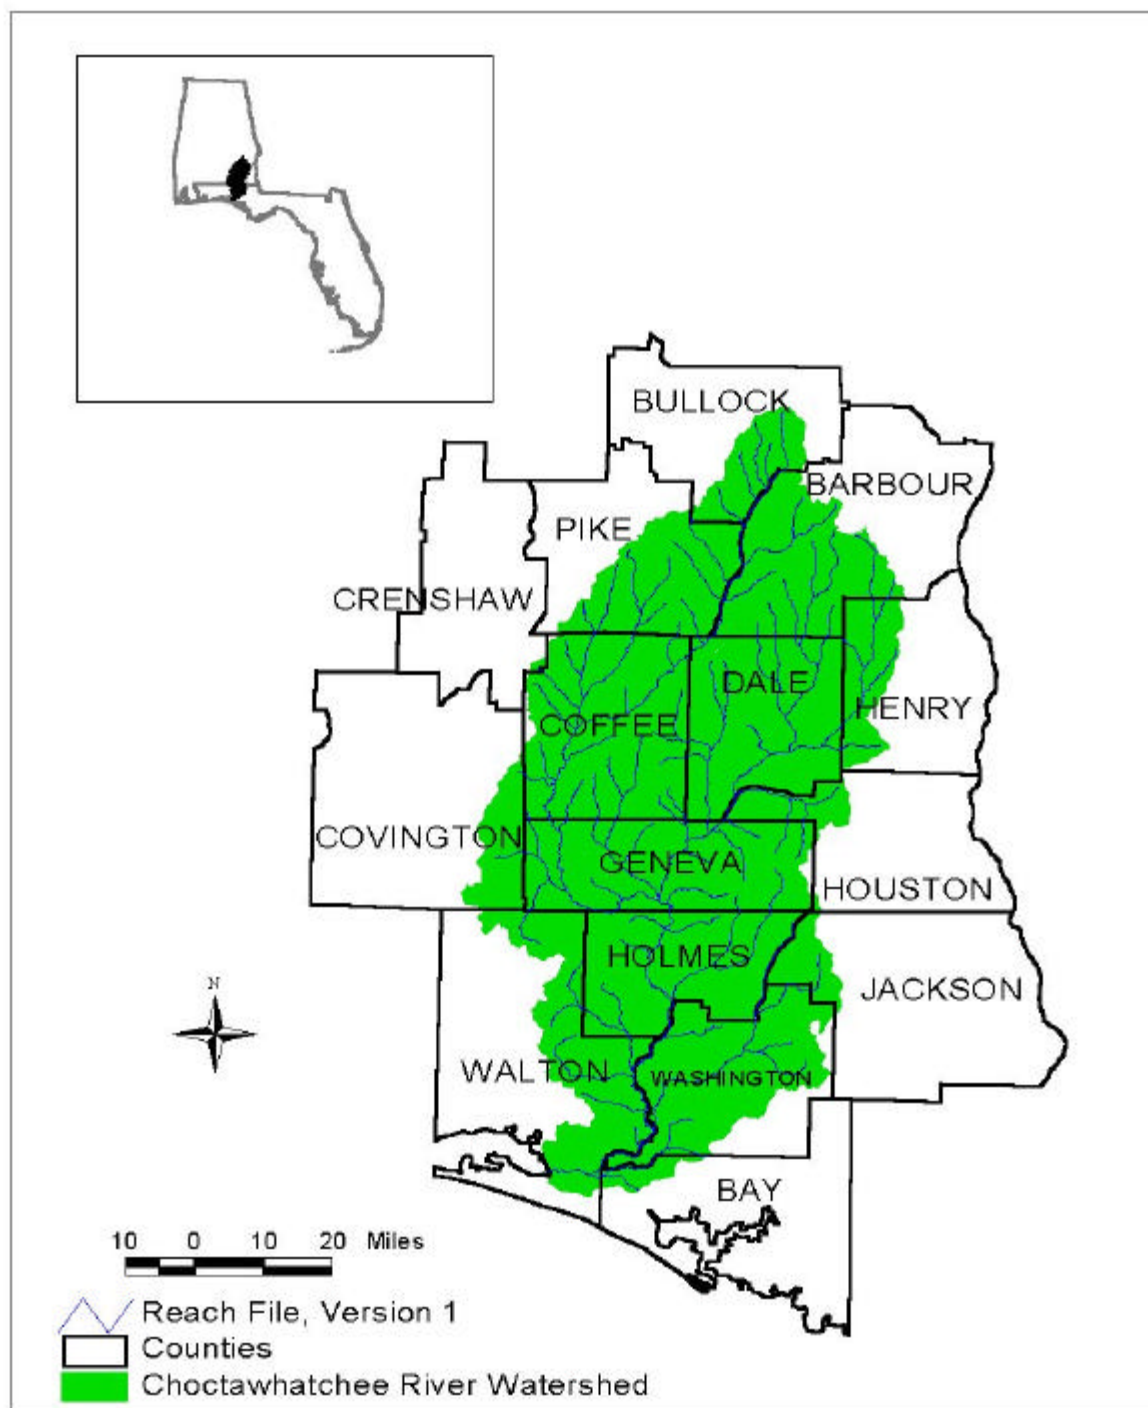 BULLOCK
BARBOUR
PIKE
CRENSHAW
DALE
HENRY
COFFEE
COVINGTON
GENEVA
HOUSTON
HOLMES
JACKSON
N
WALTON
WASHINGTON
BAY
10 0 10 20 Miles
Reach File, Version 1
Counties
Choctawhatchee River Watershed